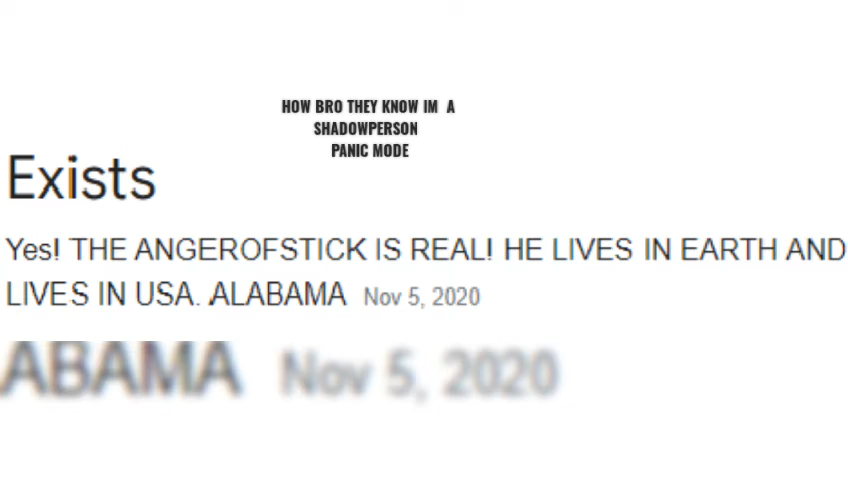 HOW BRO THEY KNOW IM A
SHADOWPERSON
PANIC MODE
Exists
Yes! THE ANGEROFSTICK IS REAL! HE LIVES IN EARTH AND
LIVES IN USA. ALABAMA Nov 5, 2020
ABAMA Nov 5, 2020